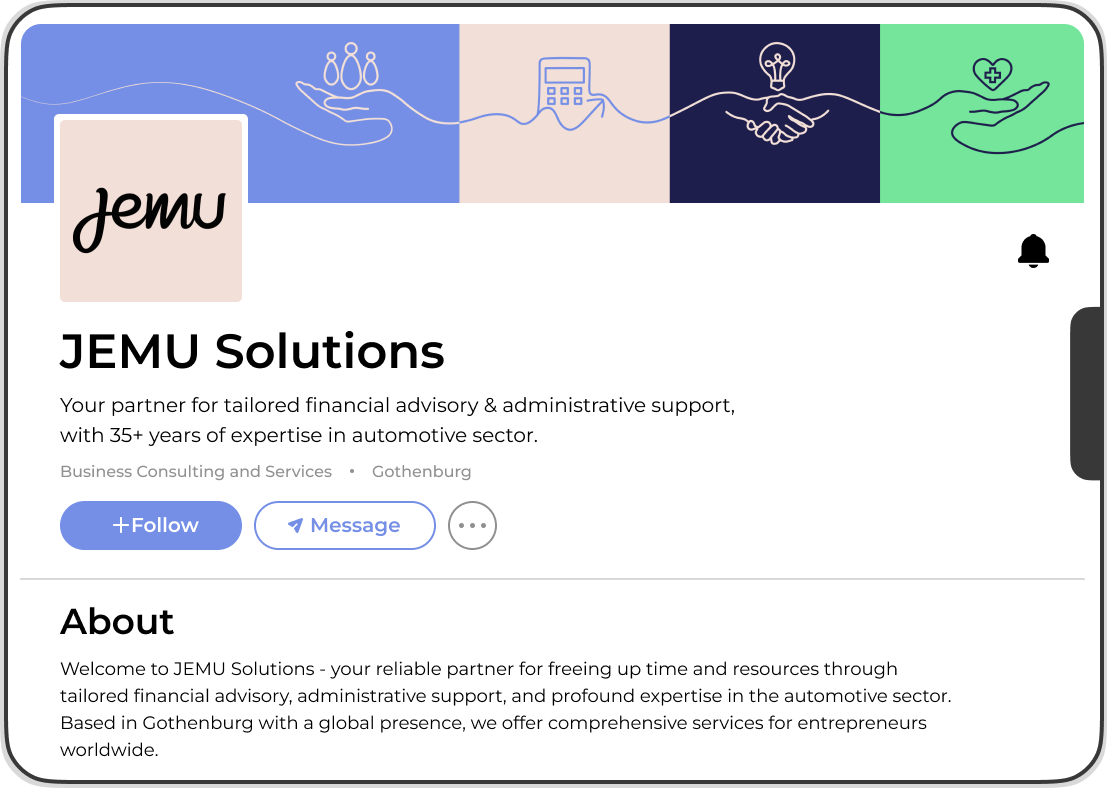 Jemu
JEMU Solutions
Your partner for tailored financial advisory & administrative support,
with 35+ years of expertise in automotive sector.
Business Consulting and Services • Gothenburg
+Follow
Message
About
Welcome to JEMU Solutions - your reliable partner for freeing up time and resources through
tailored financial advisory, administrative support, and profound expertise in the automotive sector.
Based in Gothenburg with a global presence, we offer comprehensive services for entrepreneurs
worldwide.